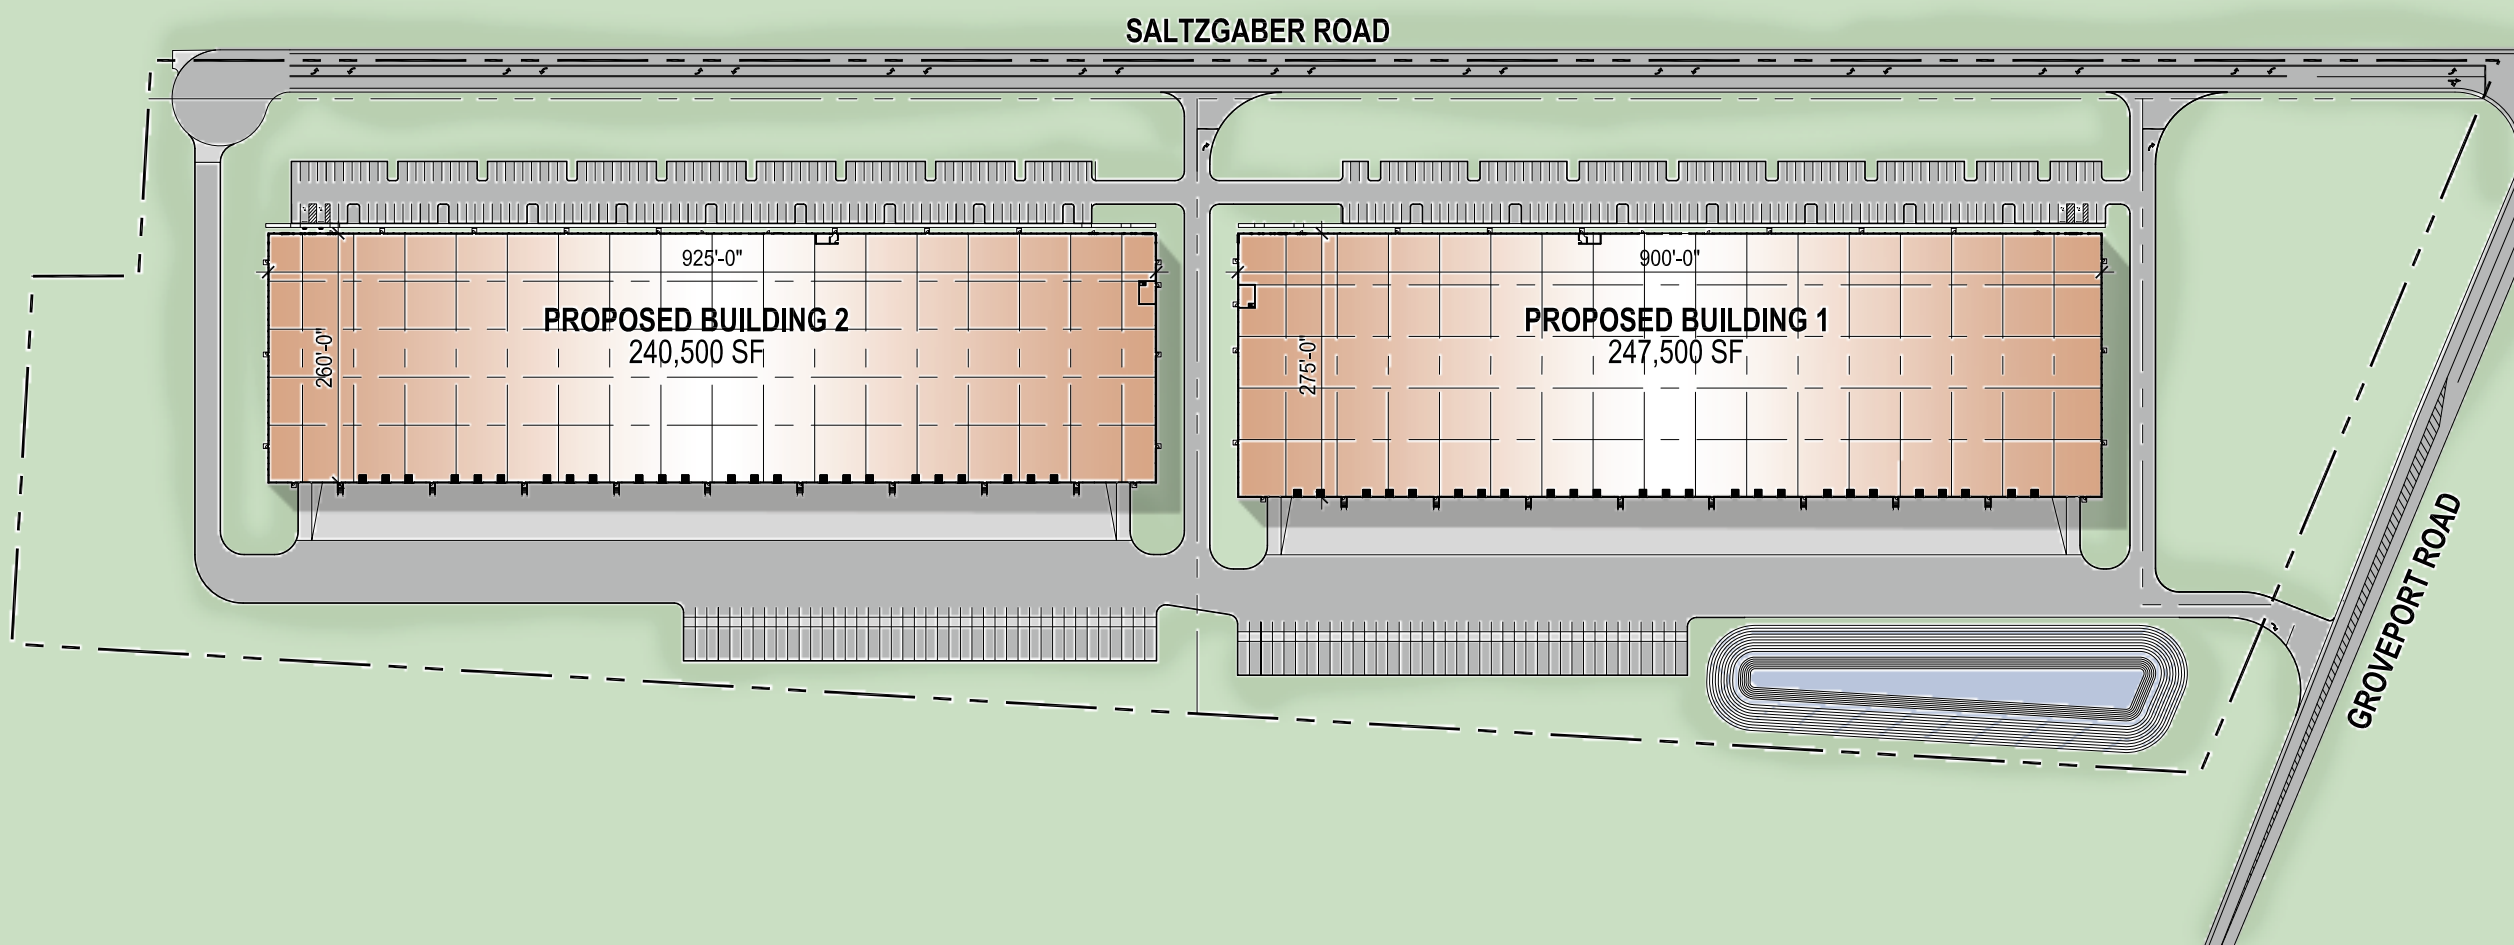 SALTZGABER ROAD
925'-0"
PROPOSED BUILDING 2
240,500 SF
260'-0"
900'-0"
PROPOSED BUILDING 1
247,500 SF
275'-0"
GROVEPORT ROAD